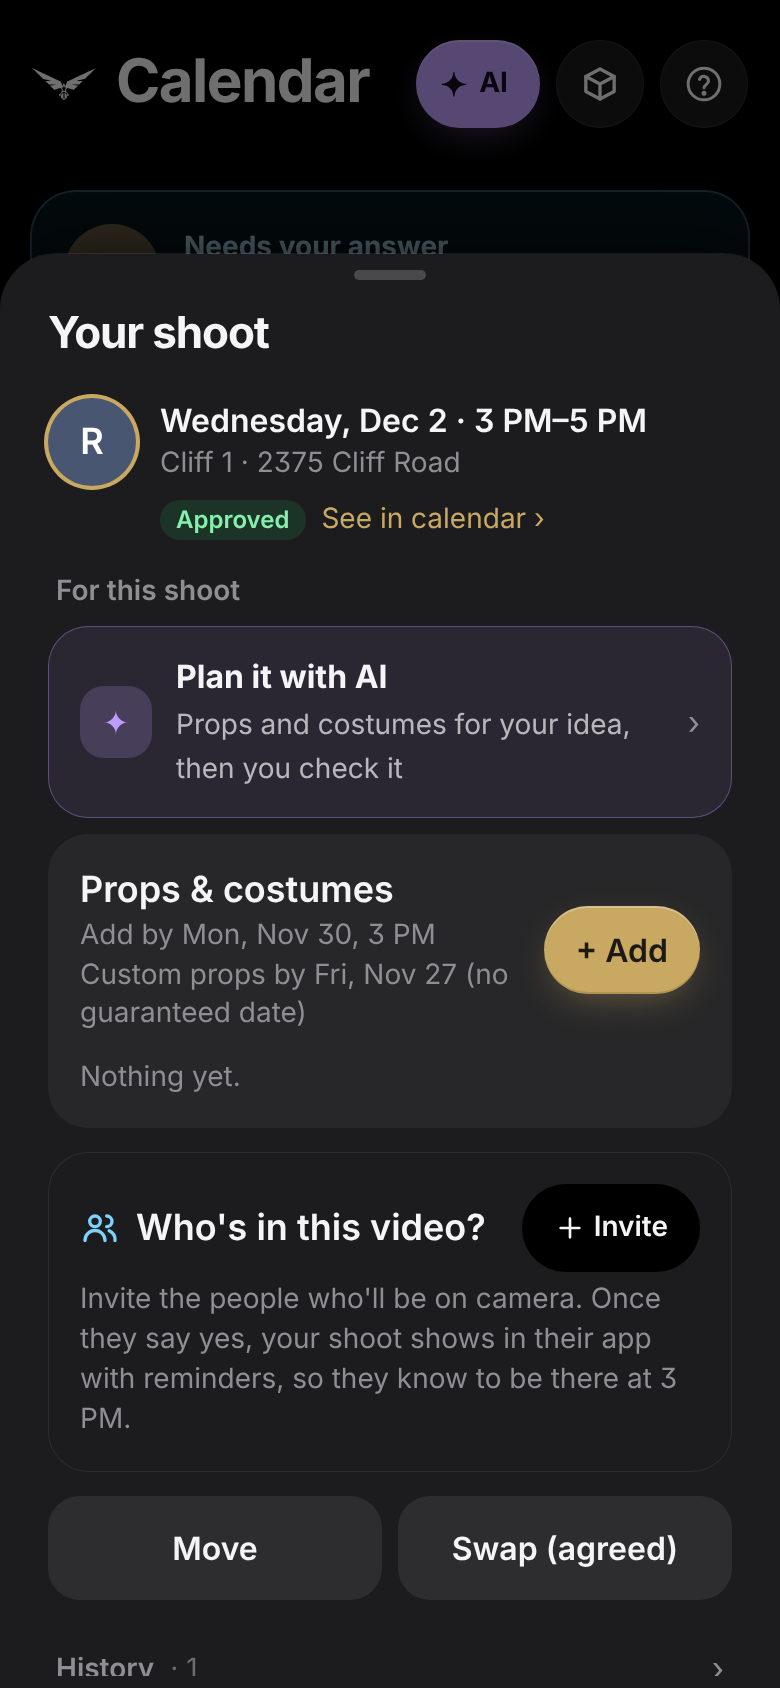 Calendar
AI
Needs your answer
Your shoot
R
Wednesday, Dec 2 · 3 PM–5 PM
Cliff 1 · 2375 Cliff Road
Approved
See in calendar ›
For this shoot
Plan it with AI
Props and costumes for your idea,
then you check it
Props & costumes
Add by Mon, Nov 30, 3 PM
Custom props by Fri, Nov 27 (no
guaranteed date)
+ Add
Nothing yet.
Who's in this video?
+ Invite
Invite the people who'll be on camera. Once
they say yes, your shoot shows in their app
with reminders, so they know to be there at 3
PM.
Move
Swap (agreed)
History · 1